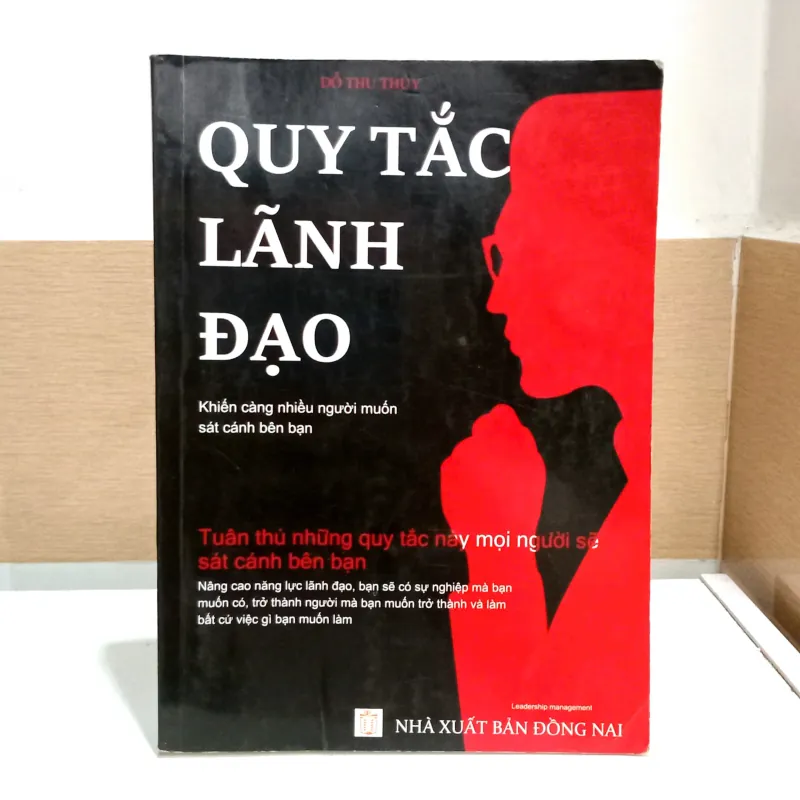 ĐỖ THU THỦY
QUY TẮC
LÃNH
ĐẠO
Khiến càng nhiều người muốn
sát cánh bên bạn
Tuân thủ những quy tắc này mọi người sẽ
sát cánh bên bạn
Nâng cao năng lực lãnh đạo, bạn sẽ có sự nghiệp mà bạn
muốn có, trở thành người mà bạn muốn trở thành và làm
bất cứ việc gì bạn muốn làm
Leadership management
NHÀ XUẤT BẢN ĐỒNG NAI